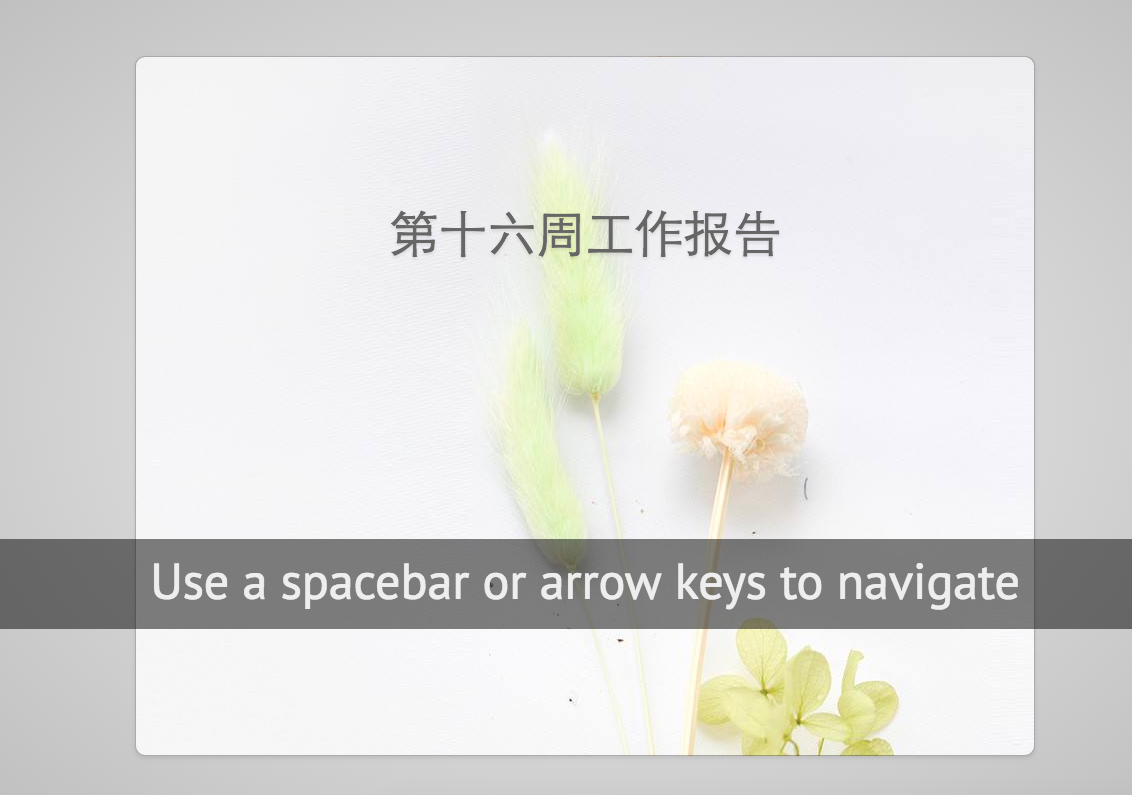 第十六周工作报告
Use a spacebar or arrow keys to navigate